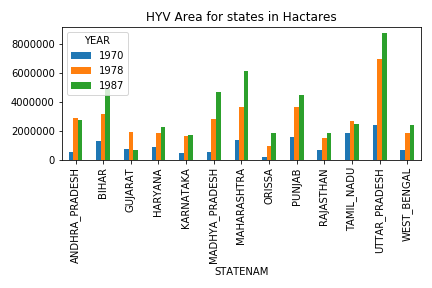 HYV Area for states in Hactares
YEAR
1970
1978
1987
8000000
6000000
4000000
2000000
0
ANDHRA_PRADESH
BIHAR
GUJARAT
HARYANA
KARNATAKA
MADHYA_PRADESH
MAHARASHTRA
ORISSA
PUNJAB
RAJASTHAN
TAMIL_NADU
UTTAR_PRADESH
WEST_BENGAL
STATENAM